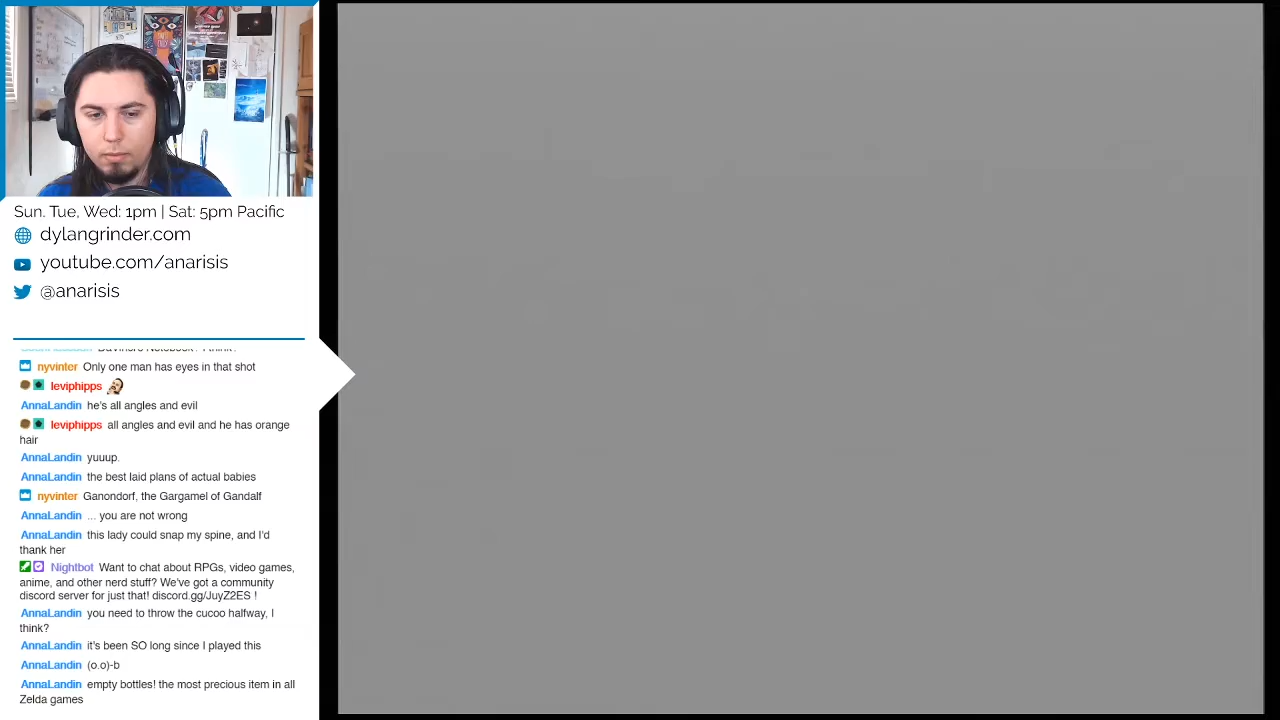 Sun. Tue, Wed: 1pm | Sat: 5pm Pacific
dylangrinder.com
youtube.com/anarisis
@anarisis
nyvinter Only one man has eyes in that shot
leviphipps
AnnaLandin he's all angles and evil
leviphipps all angles and evil and he has orange
hair
AnnaLandin yuuup.
AnnaLandin the best laid plans of actual babies
nyvinter Ganondorf, the Gargamel of Gandalf
AnnaLandin ... you are not wrong
AnnaLandin this lady could snap my spine, and I'd
thank her
Nightbot Want to chat about RPGs, video games,
anime, and other nerd stuff? We've got a community
discord server for just that! discord.gg/JuyZ2ES !
AnnaLandin you need to throw the cucoo halfway, I
think?
AnnaLandin it's been SO long since I played this
AnnaLandin (o.o)-b
AnnaLandin empty bottles! the most precious item in all
Zelda games